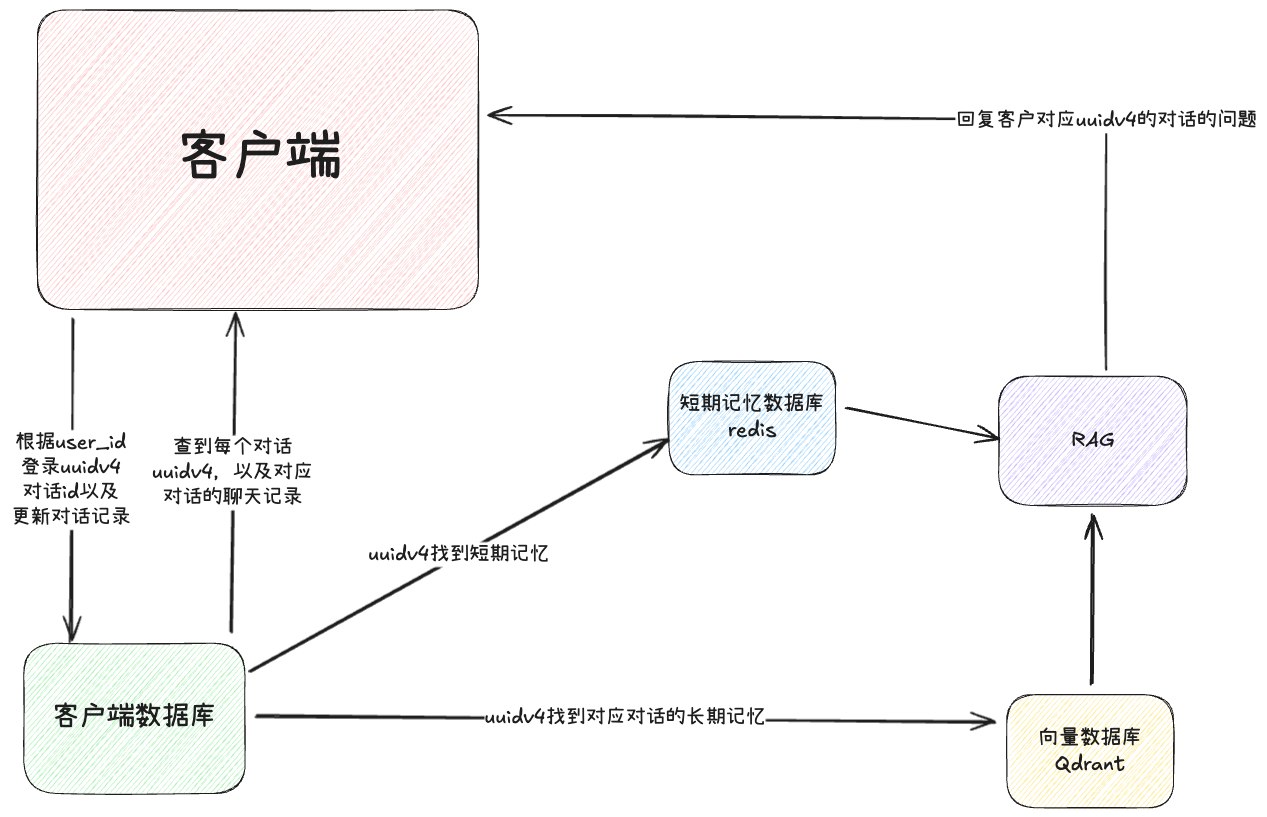 客户端
回复客户对应uuidv4的对话的问题
短期记忆数据库
redis
RAG
根据user_id
登录uuidv4
对话id以及
更新对话记录
查到每个对话
uuidv4，以及对应
对话的聊天记录
uuidv4找到短期记忆
客户端数据库
uuidv4找到对应对话的长期记忆
向量数据库
Qdrant